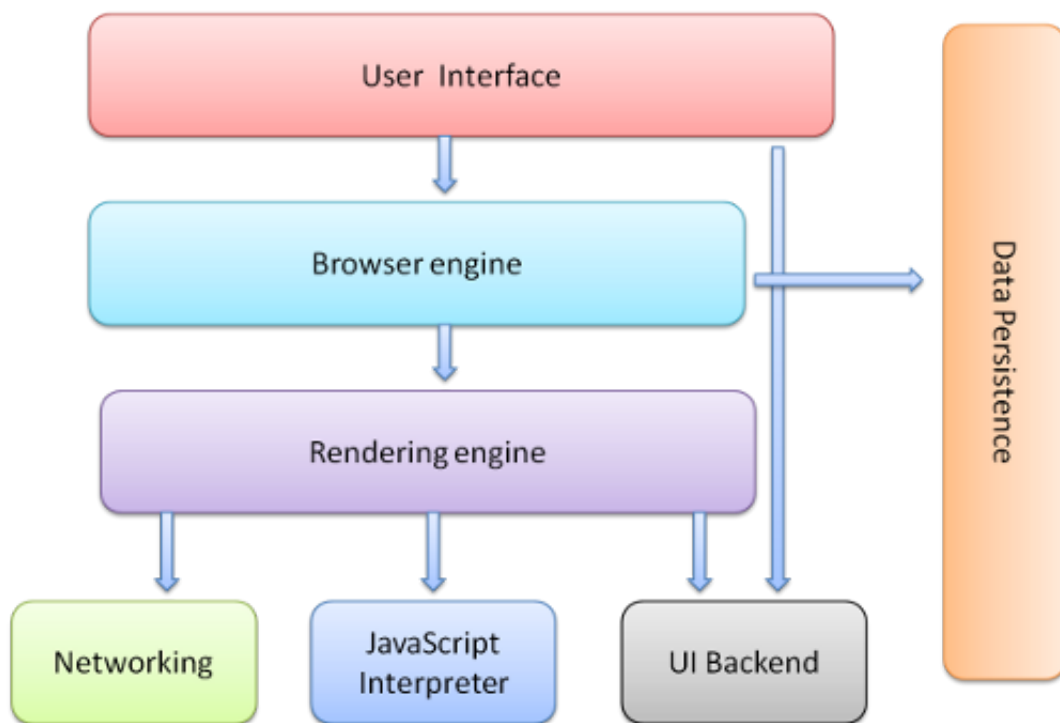 User Interface
Browser engine
Data Persistence
Rendering engine
Networking
JavaScript
Interpreter
UI Backend